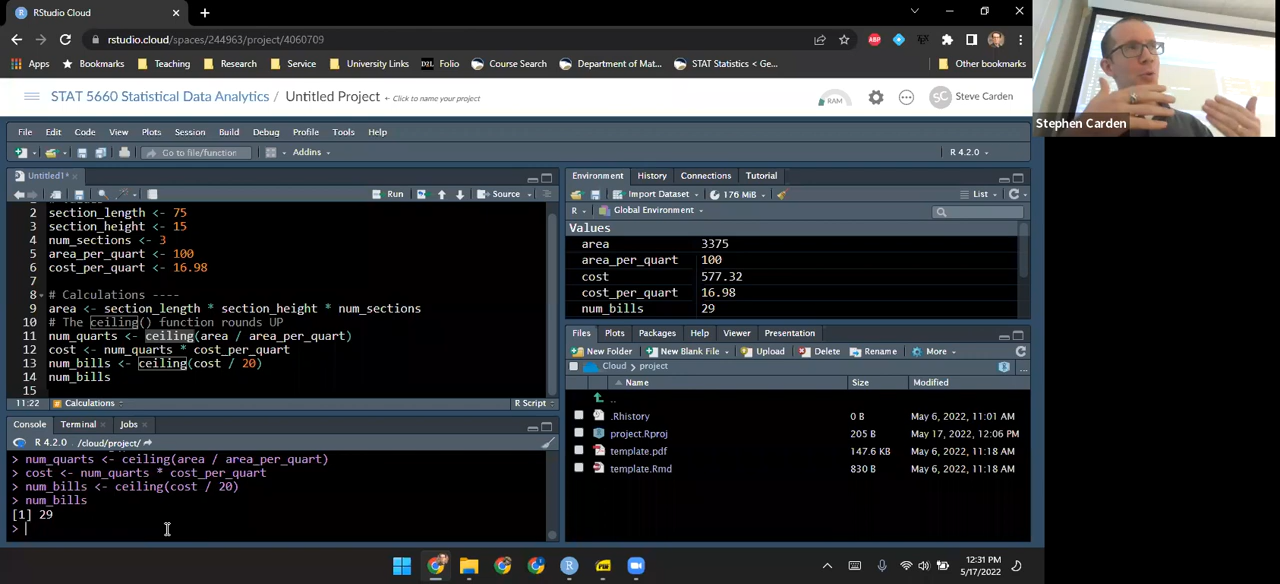 RStudio Cloud
rstudio.cloud/spaces/244963/project/4060709
Apps Bookmarks Teaching Research Service University Links D2L Folio Course Search Department of Mat... STAT Statistics < Ge... Other bookmarks
STAT 5660 Statistical Data Analytics / Untitled Project Click to name your project RAM SC Steve Carden
Stephen Carden
File Edit Code View Plots Session Build Debug Profile Tools Help
Go to file/function Addins R 4.2.0
Untitled1*
Run Source
2 section_length <- 75
3 section_height <- 15
4 num_sections <- 3
5 area_per_quart <- 100
6 cost_per_quart <- 16.98
7
8 # Calculations ----
9 area <- section_length * section_height * num_sections
10 # The ceiling() function rounds UP
11 num_quarts <- ceiling(area / area_per_quart)
12 cost <- num_quarts * cost_per_quart
13 num_bills <- ceiling(cost / 20)
14 num_bills
15
11:22 Calculations R Script
Console Terminal Jobs
R 4.2.0 · /cloud/project/
> num_quarts <- ceiling(area / area_per_quart)
> cost <- num_quarts * cost_per_quart
> num_bills <- ceiling(cost / 20)
> num_bills
[1] 29
>
Environment History Connections Tutorial
Import Dataset 176 MiB List
R Global Environment
Values
area 3375
area_per_quart 100
cost 577.32
cost_per_quart 16.98
num_bills 29
Files Plots Packages Help Viewer Presentation
New Folder New Blank File Upload Delete Rename More
Cloud > project
Name Size Modified
..
.Rhistory 0 B May 6, 2022, 11:01 AM
project.Rproj 205 B May 17, 2022, 12:06 PM
template.pdf 147.6 KB May 6, 2022, 11:18 AM
template.Rmd 830 B May 6, 2022, 11:18 AM
12:31 PM
5/17/2022